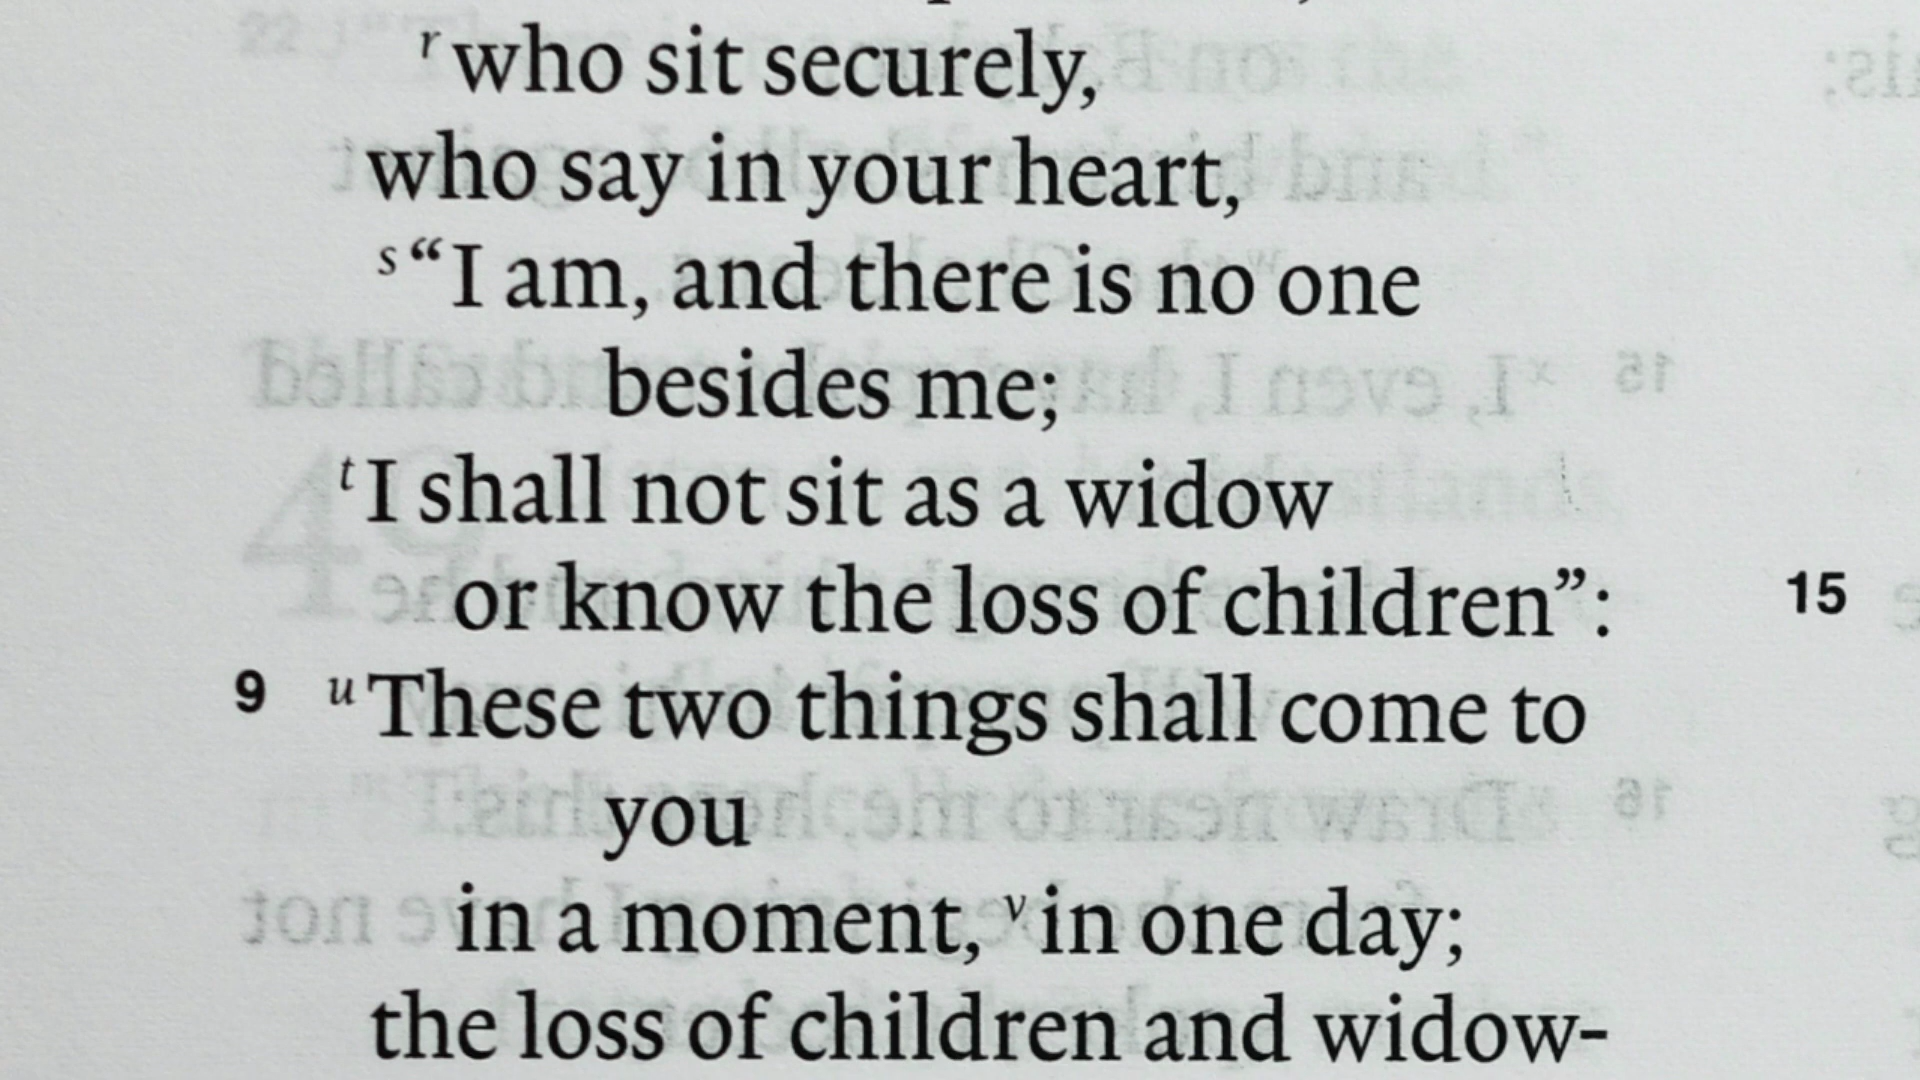 r who sit securely,
who say in your heart,
s “I am, and there is no one
besides me;
t I shall not sit as a widow
or know the loss of children”:
15
9 u These two things shall come to
you
in a moment, v in one day;
the loss of children and widow-